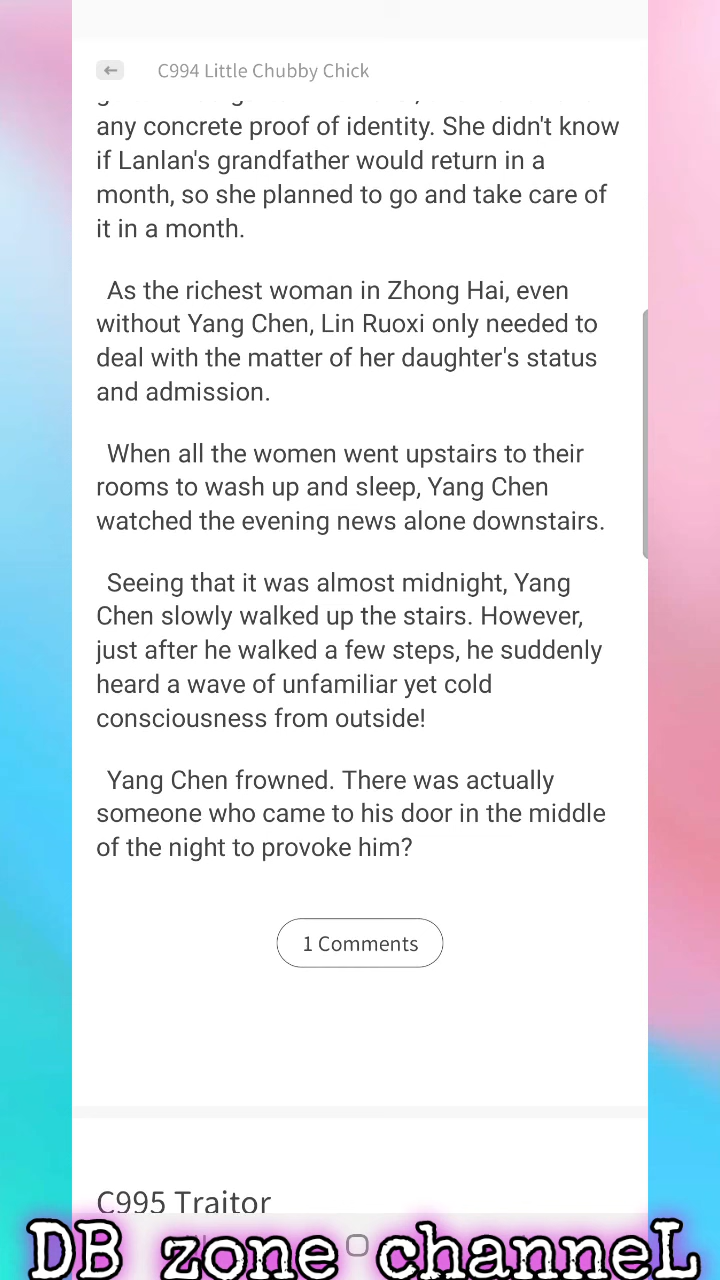 C994 Little Chubby Chick
any concrete proof of identity. She didn't know
if Lanlan's grandfather would return in a
month, so she planned to go and take care of
it in a month.
As the richest woman in Zhong Hai, even
without Yang Chen, Lin Ruoxi only needed to
deal with the matter of her daughter's status
and admission.
When all the women went upstairs to their
rooms to wash up and sleep, Yang Chen
watched the evening news alone downstairs.
Seeing that it was almost midnight, Yang
Chen slowly walked up the stairs. However,
just after he walked a few steps, he suddenly
heard a wave of unfamiliar yet cold
consciousness from outside!
Yang Chen frowned. There was actually
someone who came to his door in the middle
of the night to provoke him?
1 Comments
C995 Traitor
DB zone channeL